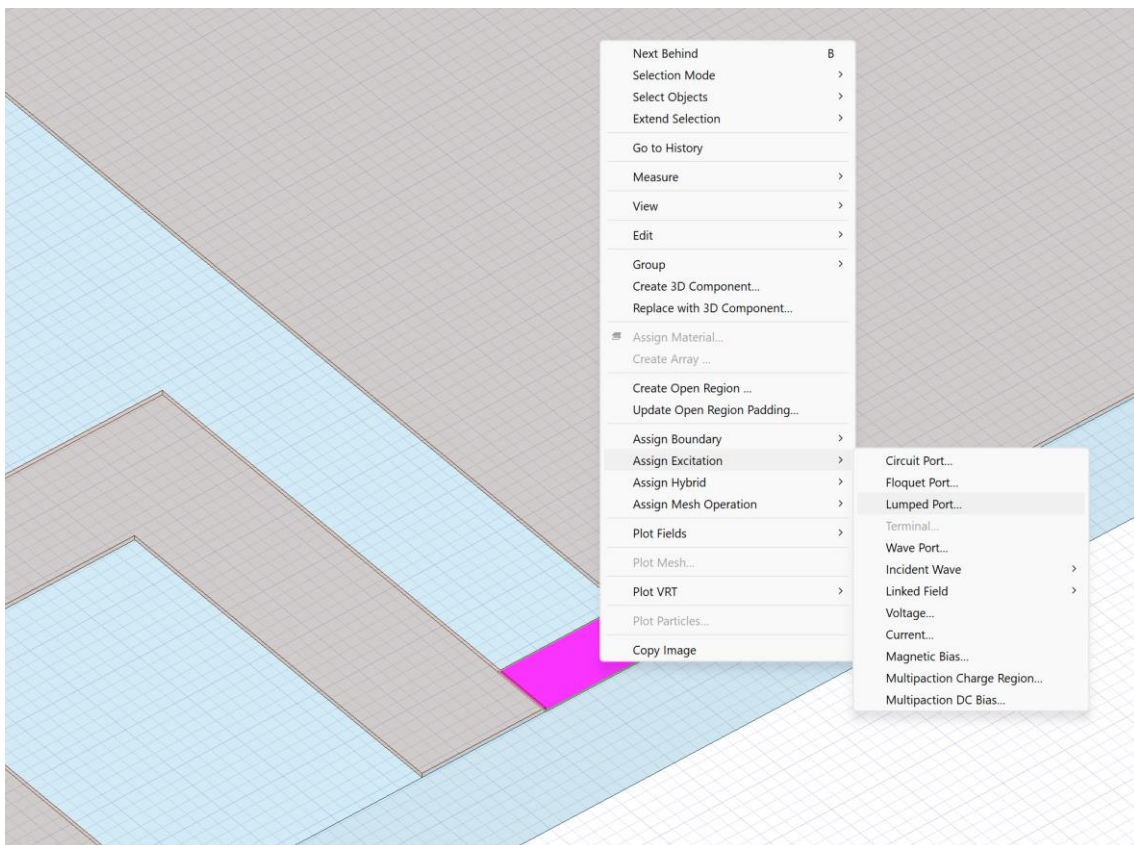 Next Behind B
Selection Mode
Select Objects
Extend Selection
Go to History
Measure
View
Edit
Group
Create 3D Component...
Replace with 3D Component...
Assign Material...
Create Array ...
Create Open Region ...
Update Open Region Padding...
Assign Boundary
Assign Excitation
Assign Hybrid
Assign Mesh Operation
Plot Fields
Plot Mesh...
Plot VRT
Plot Particles...
Copy Image
Circuit Port...
Floquet Port...
Lumped Port...
Terminal...
Wave Port...
Incident Wave
Linked Field
Voltage...
Current...
Magnetic Bias...
Multipaction Charge Region...
Multipaction DC Bias...